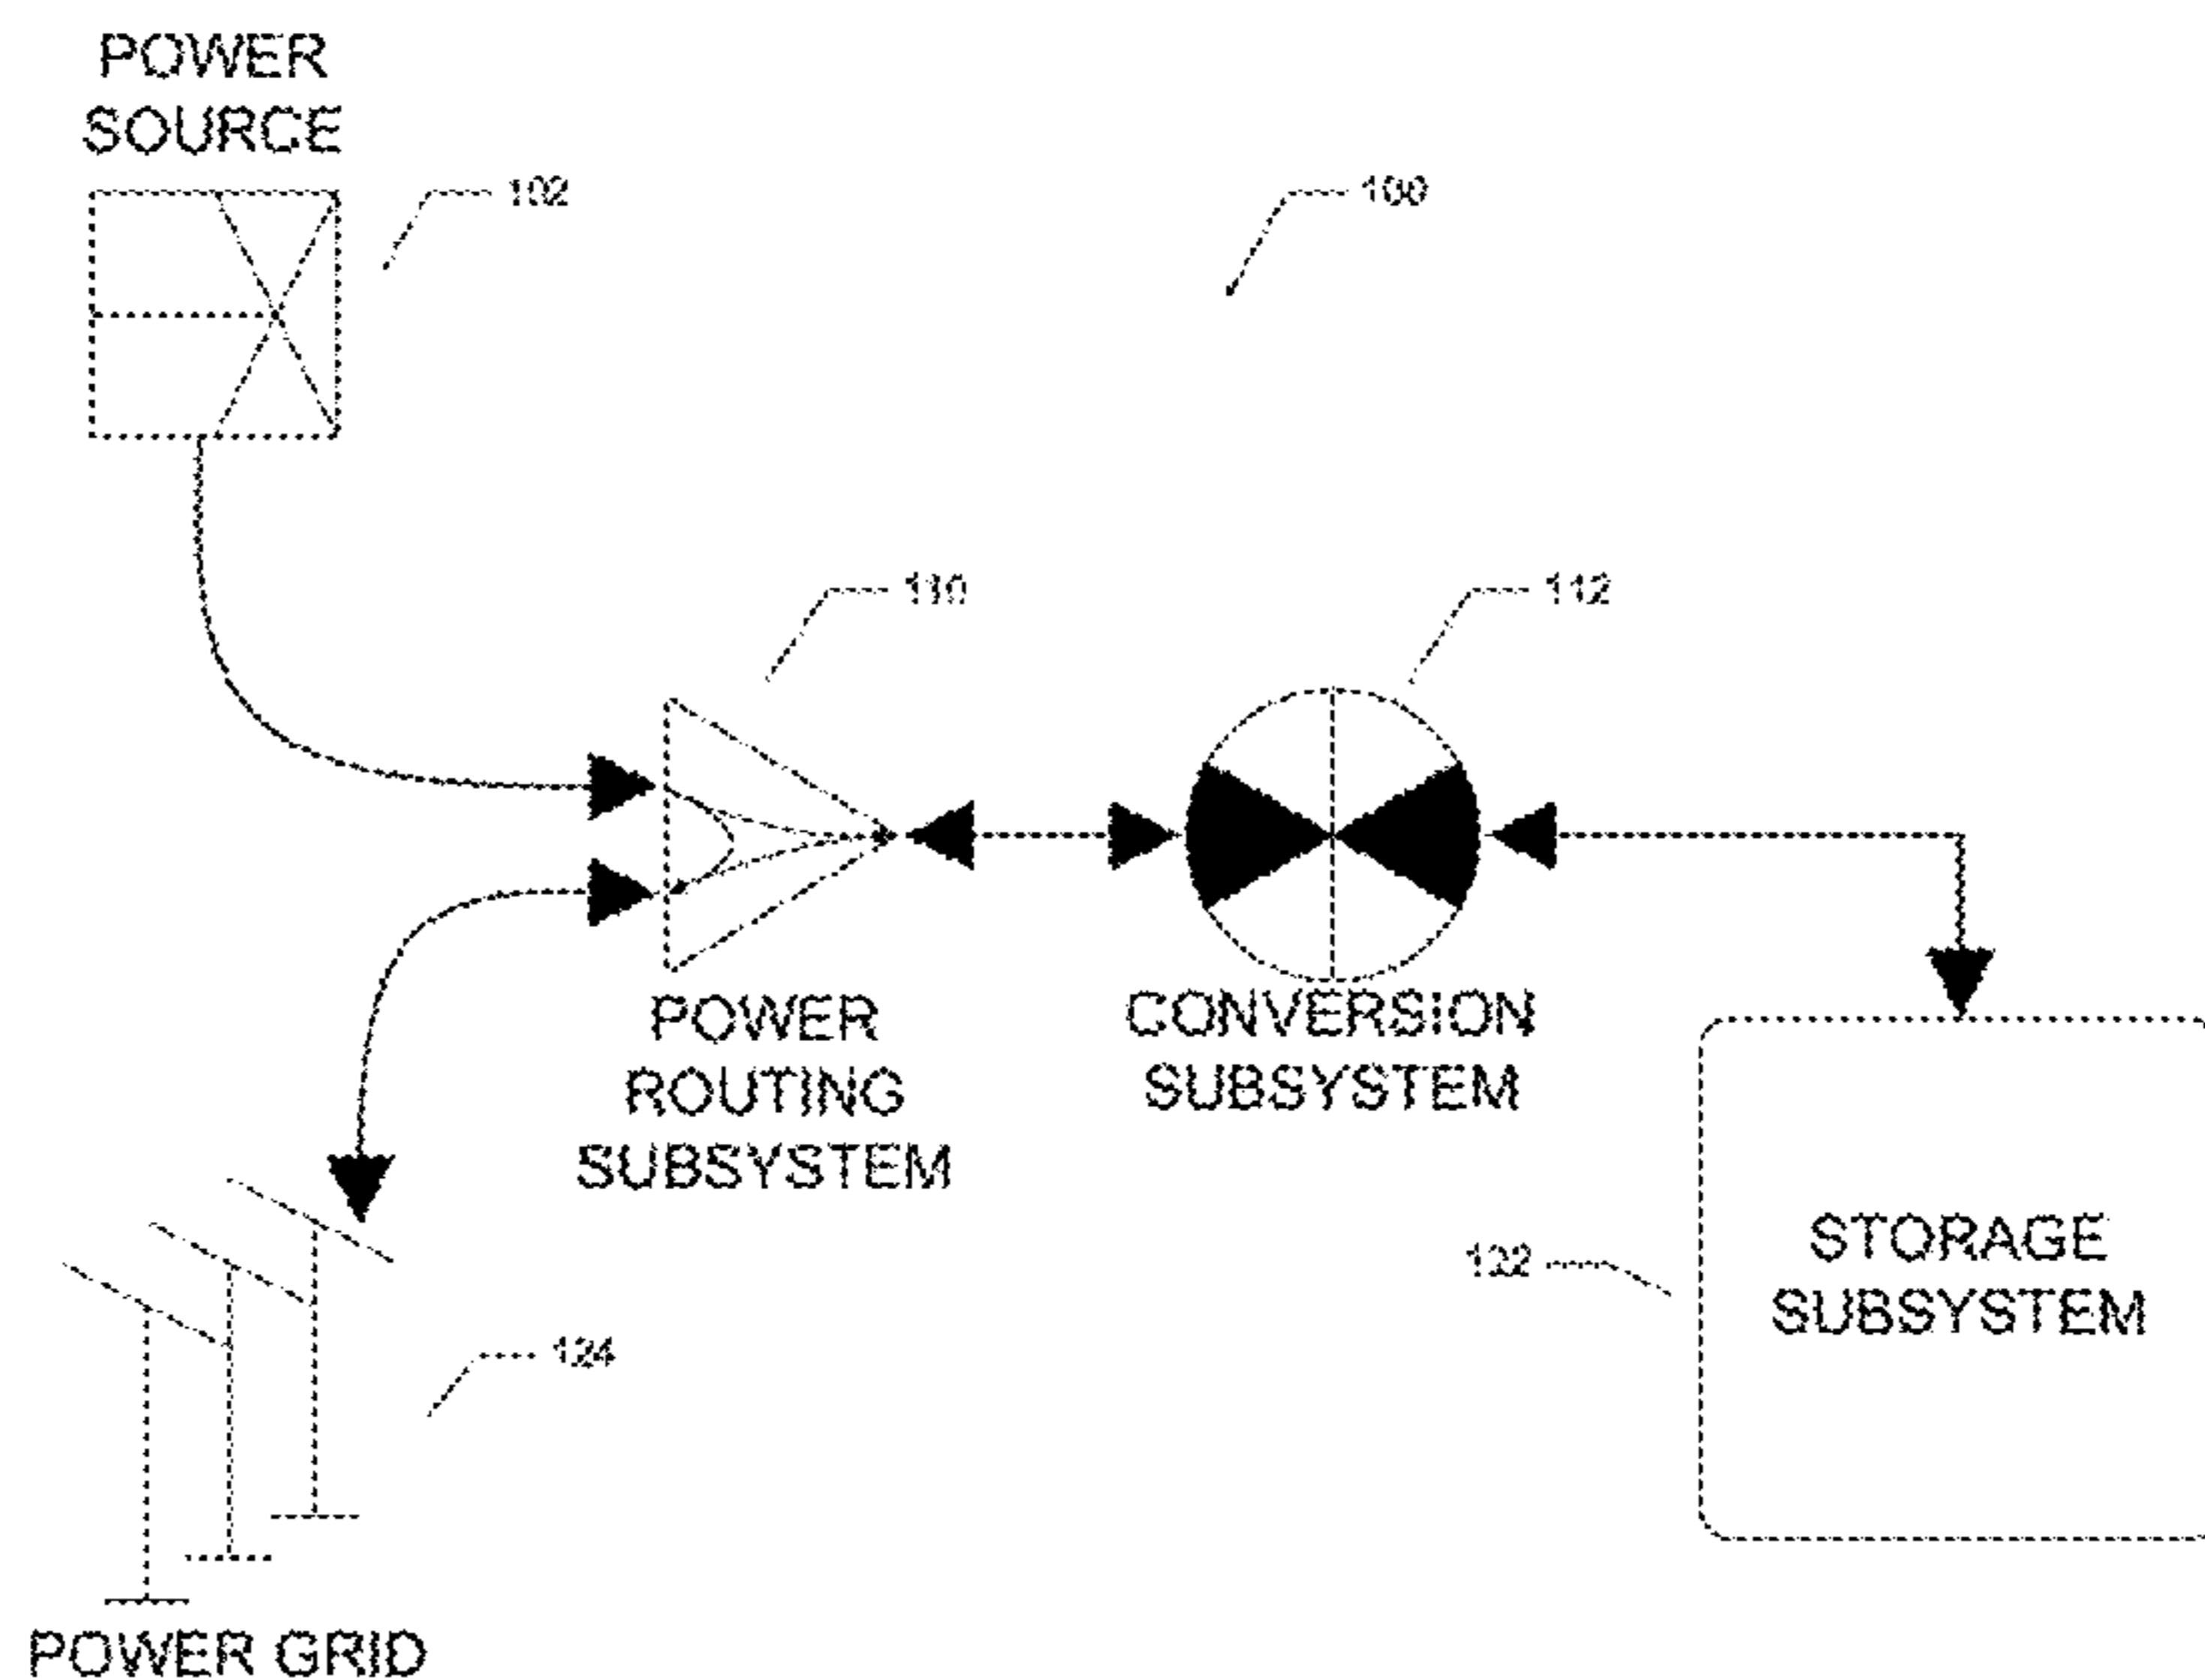 POWER
SOURCE
102
100
110
112
POWER
ROUTING
SUBSYSTEM
CONVERSION
SUBSYSTEM
STORAGE
SUBSYSTEM
122
124
POWER GRID